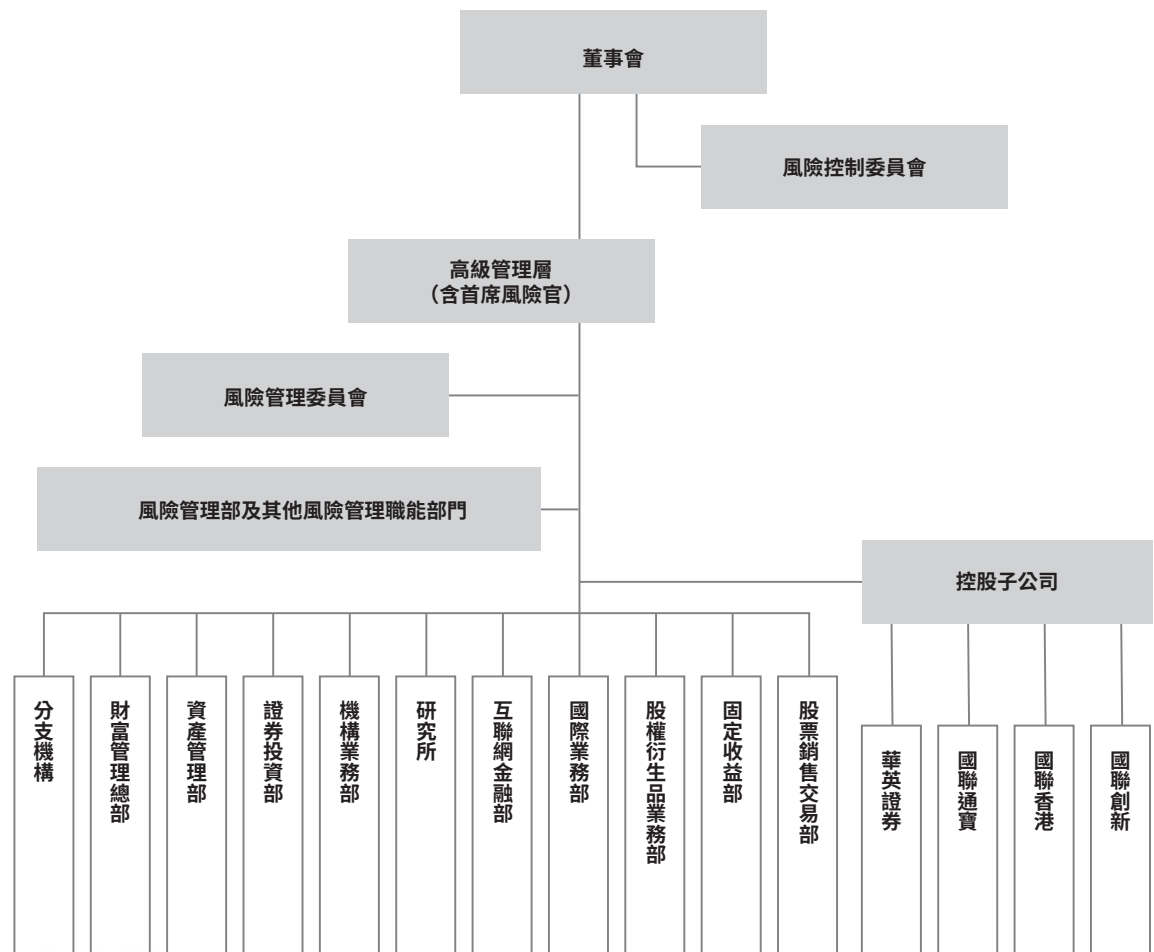 董事會
風險控制委員會
高級管理層
（含首席風險官）
風險管理委員會
風險管理部及其他風險管理職能部門
控股子公司
分支機構
財富管理總部
資產管理部
證券投資部
機構業務部
研究所
互聯網金融部
國際業務部
股權衍生品業務部
固定收益部
股票銷售交易部
華英證券
國聯通寶
國聯香港
國聯創新